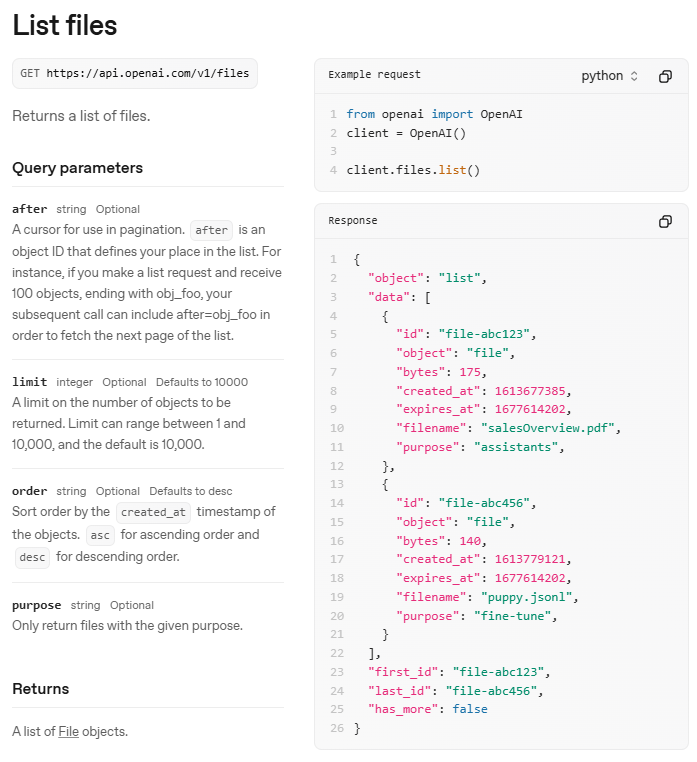 List files
GET https://api.openai.com/v1/files
Returns a list of files.
Query parameters
after string Optional
A cursor for use in pagination. after is an
object ID that defines your place in the list. For
instance, if you make a list request and receive
100 objects, ending with obj_foo, your
subsequent call can include after=obj_foo in
order to fetch the next page of the list.
limit integer Optional Defaults to 10000
A limit on the number of objects to be
returned. Limit can range between 1 and
10,000, and the default is 10,000.
order string Optional Defaults to desc
Sort order by the created_at timestamp of
the objects. asc for ascending order and
desc for descending order.
purpose string Optional
Only return files with the given purpose.
Returns
A list of File objects.
Example request python
1 from openai import OpenAI
2 client = OpenAI()
3
4 client.files.list()
Response
1 {
2   "object": "list",
3   "data": [
4     {
5       "id": "file-abc123",
6       "object": "file",
7       "bytes": 175,
8       "created_at": 1613677385,
9       "expires_at": 1677614202,
10       "filename": "salesOverview.pdf",
11       "purpose": "assistants",
12     },
13     {
14       "id": "file-abc456",
15       "object": "file",
16       "bytes": 140,
17       "created_at": 1613779121,
18       "expires_at": 1677614202,
19       "filename": "puppy.jsonl",
20       "purpose": "fine-tune",
21     }
22   ],
23   "first_id": "file-abc123",
24   "last_id": "file-abc456",
25   "has_more": false
26 }